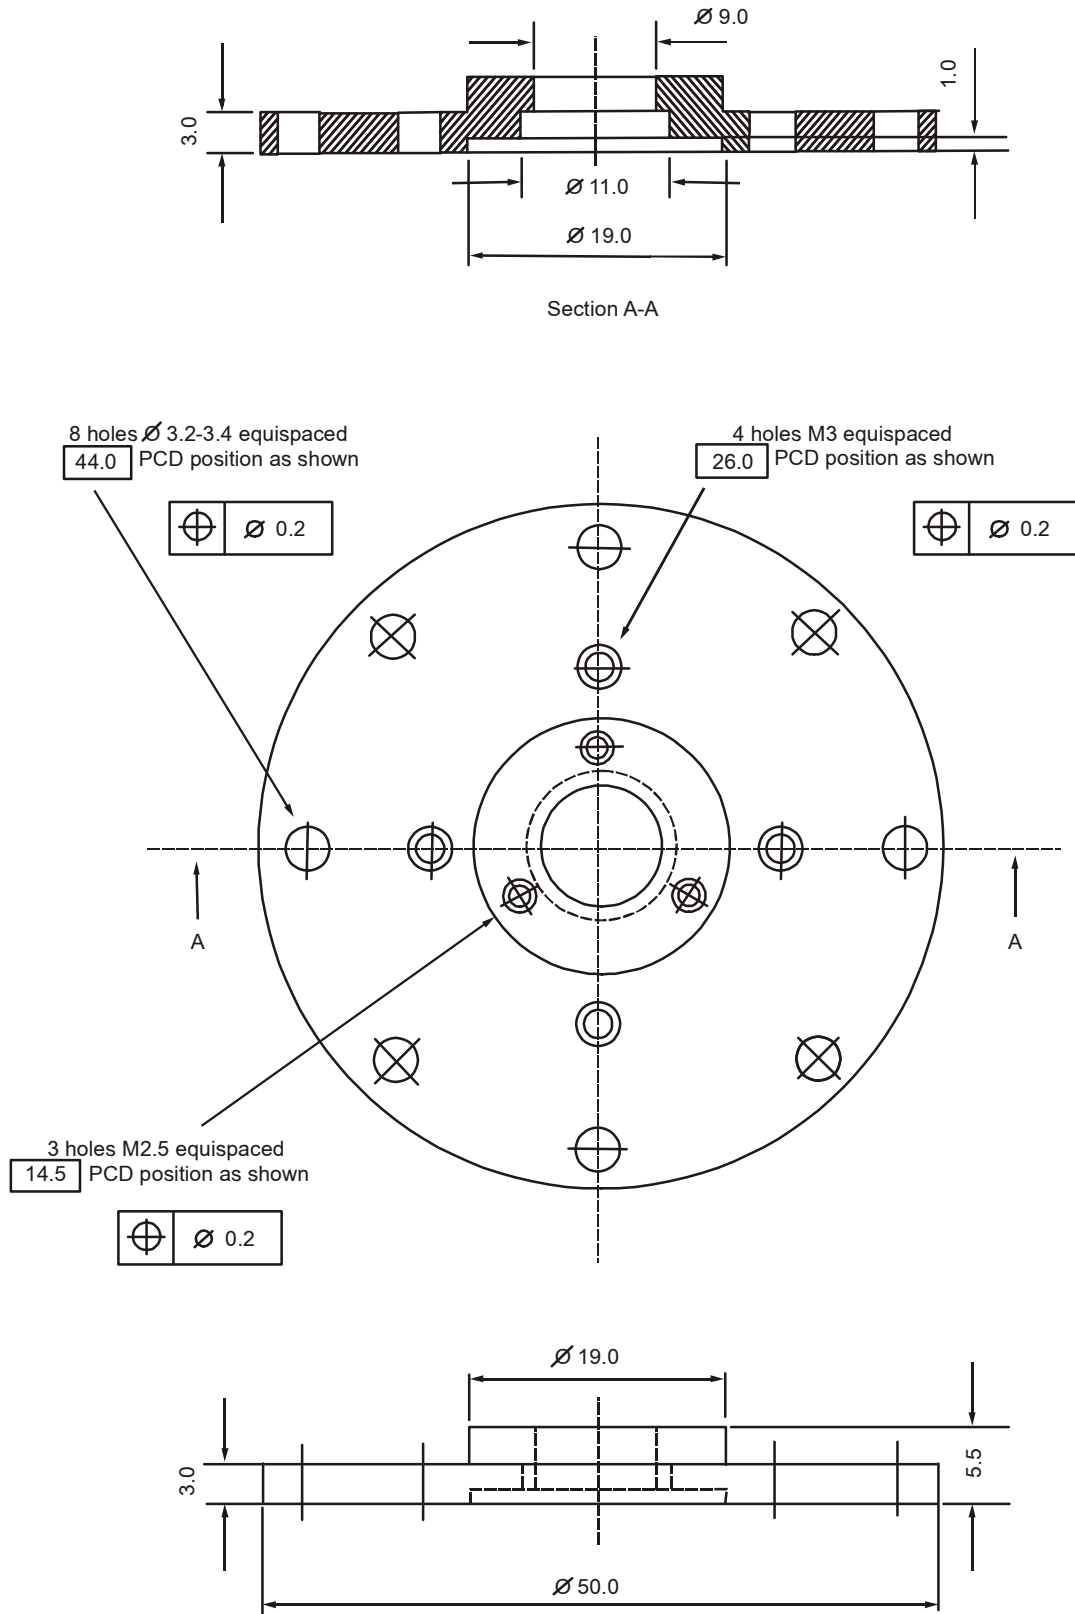 Ø 9.0
1.0
3.0
Ø 11.0
Ø 19.0
Section A-A
8 holes Ø 3.2-3.4 equispaced
44.0 PCD position as shown
4 holes M3 equispaced
26.0 PCD position as shown
⌖ Ø 0.2
⌖ Ø 0.2
A
A
3 holes M2.5 equispaced
14.5 PCD position as shown
⌖ Ø 0.2
Ø 19.0
3.0
5.5
Ø 50.0